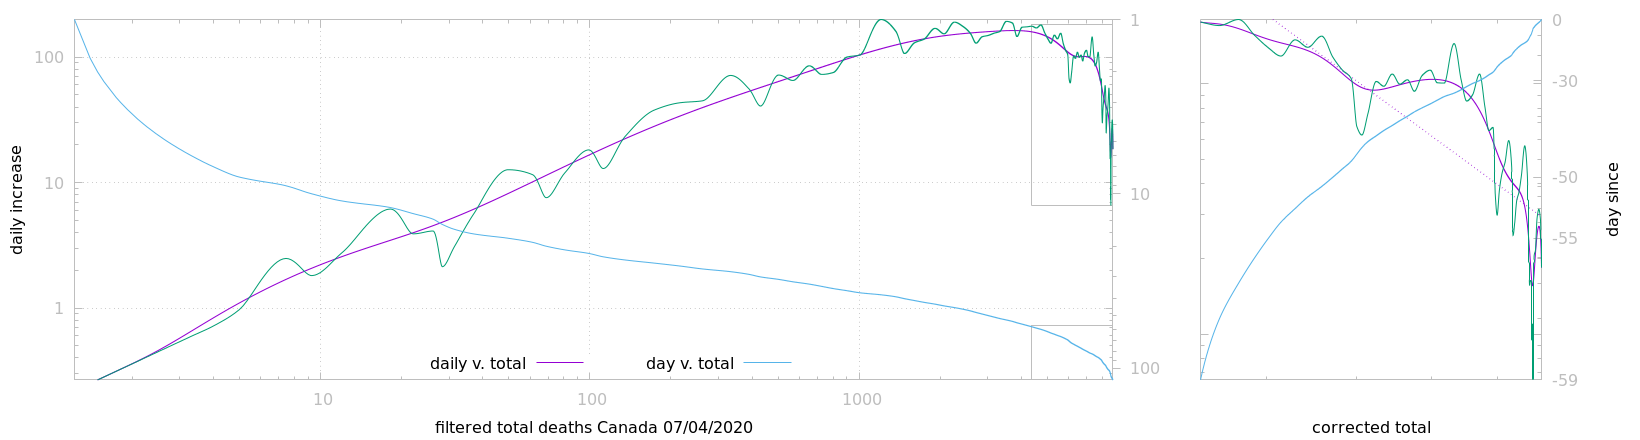 daily increase
100
10
1
10
100
1000
filtered total deaths Canada 07/04/2020
daily v. total
day v. total
1
10
100
0
-30
-50
-55
-59
day since
corrected total